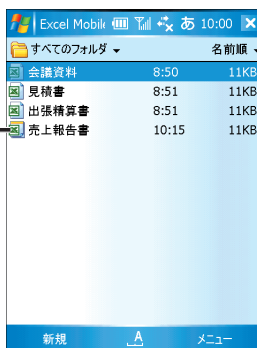 Excel Mobile あ 10:00
すべてのフォルダ 名前順
会議資料 8:50 11KB
見積書 8:51 11KB
出張精算書 8:51 11KB
売上報告書 10:15 11KB
新規 A メニュー